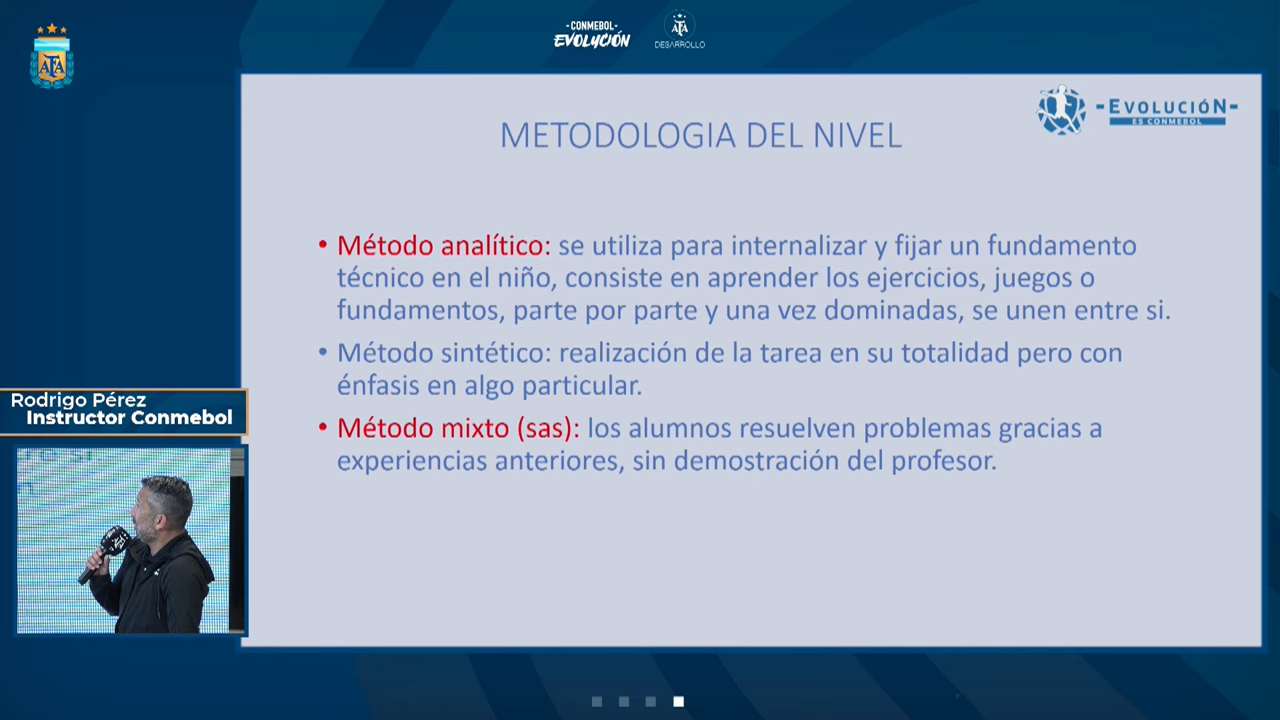 -CONMEBOL-
EVOLUCIÓN
AFA
DESARROLLO
AFA
-EVOLUCIÓN-
ES CONMEBOL
METODOLOGIA DEL NIVEL
• Método analítico: se utiliza para internalizar y fijar un fundamento
técnico en el niño, consiste en aprender los ejercicios, juegos o
fundamentos, parte por parte y una vez dominadas, se unen entre si.
• Método sintético: realización de la tarea en su totalidad pero con
énfasis en algo particular.
• Método mixto (sas): los alumnos resuelven problemas gracias a
experiencias anteriores, sin demostración del profesor.
Rodrigo Pérez
Instructor Conmebol